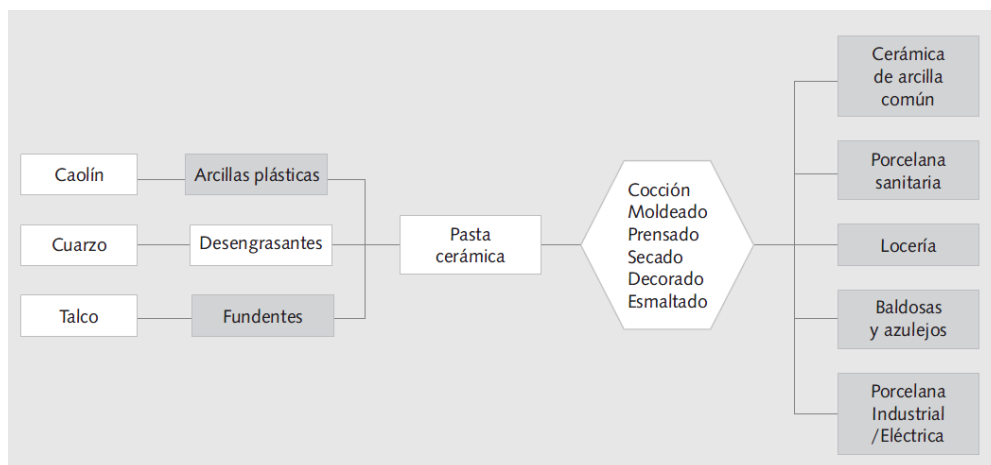 Caolín
Arcillas plásticas
Cuarzo
Desengrasantes
Talco
Fundentes
Pasta
cerámica
Cocción
Moldeado
Prensado
Secado
Decorado
Esmaltado
Cerámica
de arcilla
común
Porcelana
sanitaria
Locería
Baldosas
y azulejos
Porcelana
Industrial
/Eléctrica